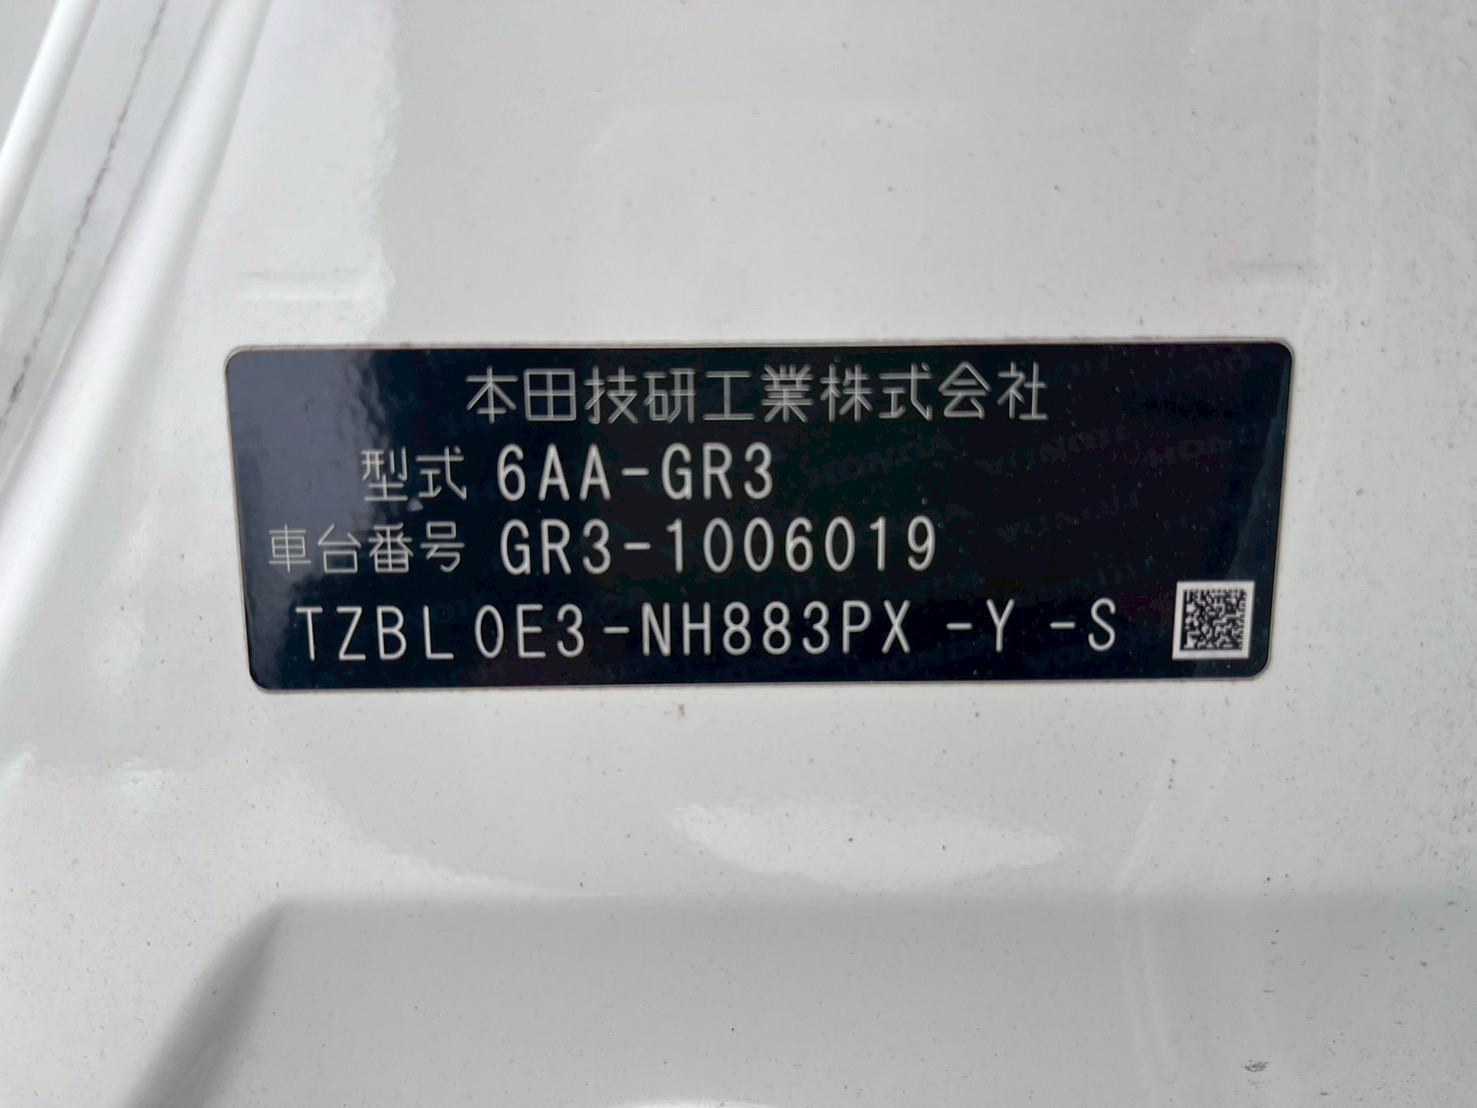 本田技研工業株式会社
型式 6AA-GR3
車台番号 GR3-1006019
TZBL0E3-NH883PX -Y -S